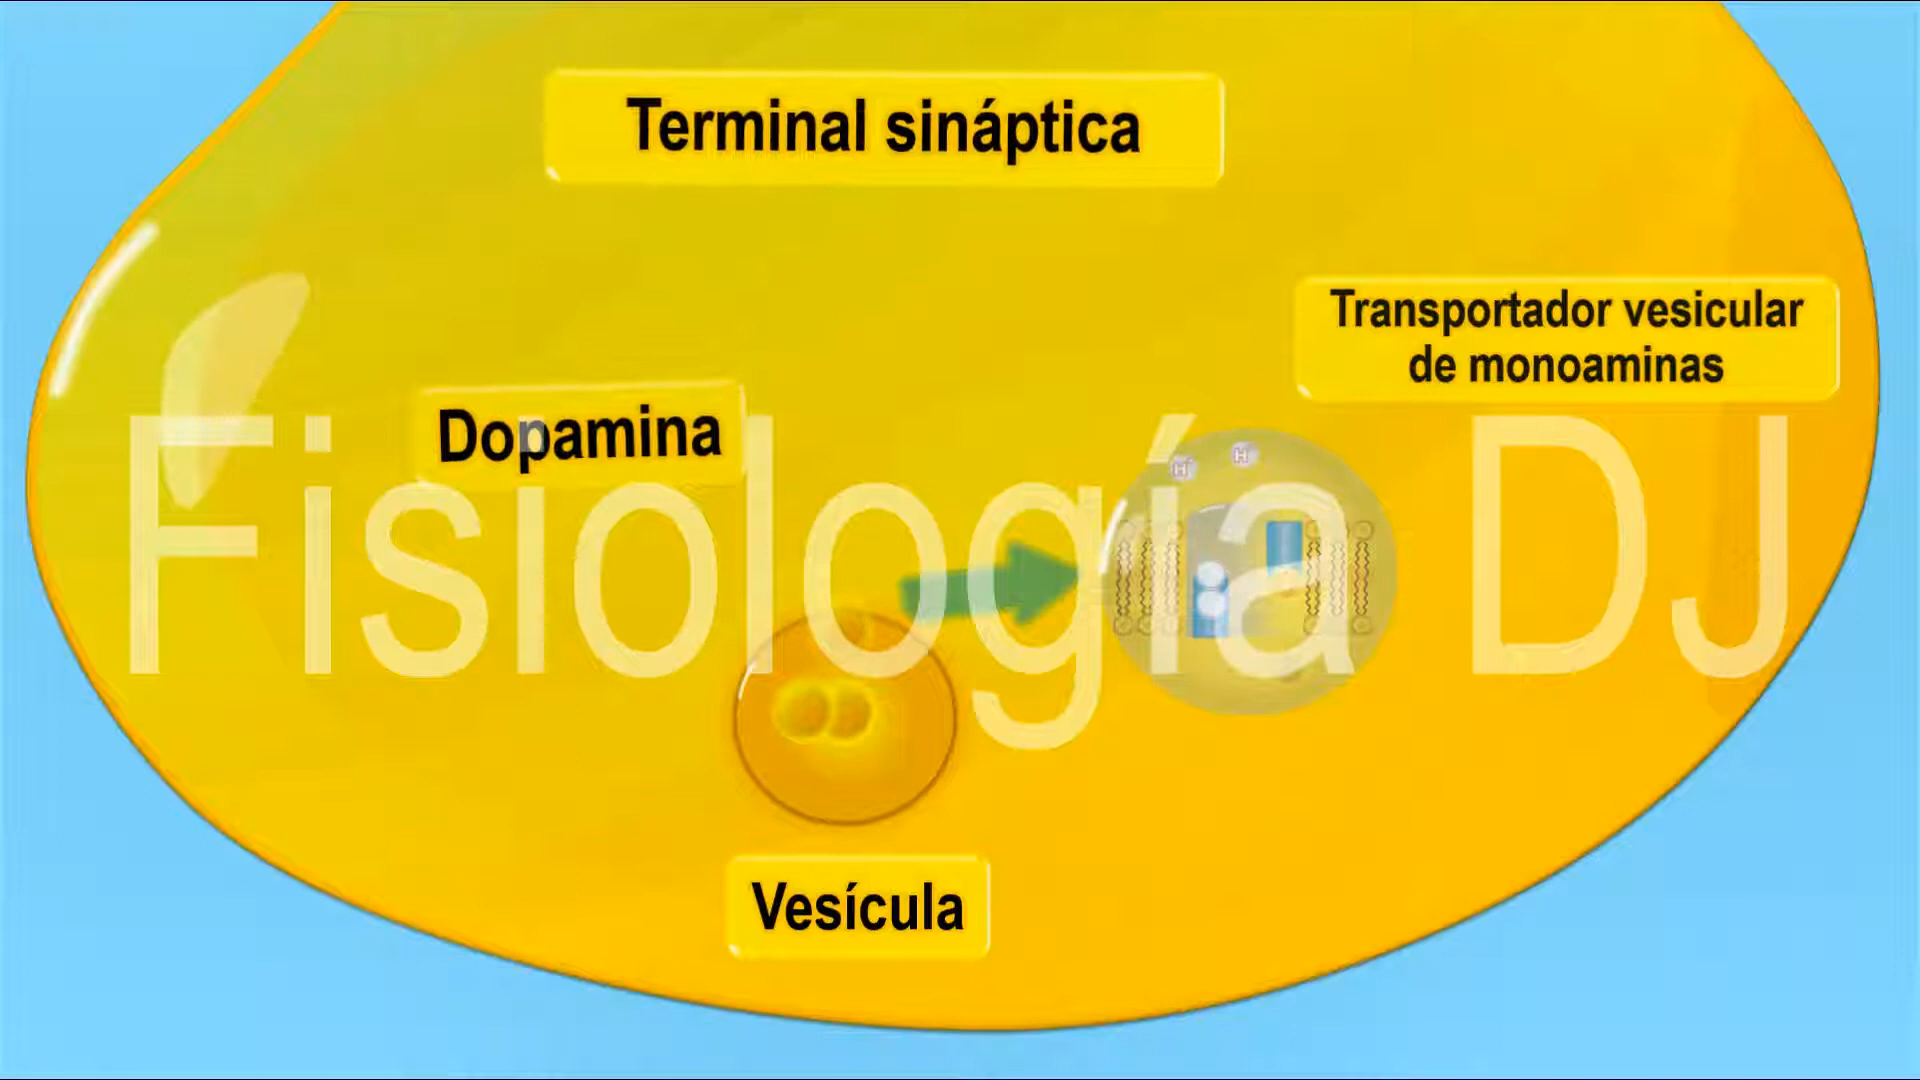 Terminal sináptica
Transportador vesicular
de monoaminas
Dopamina
Fisiología DJ
H
H
Vesícula